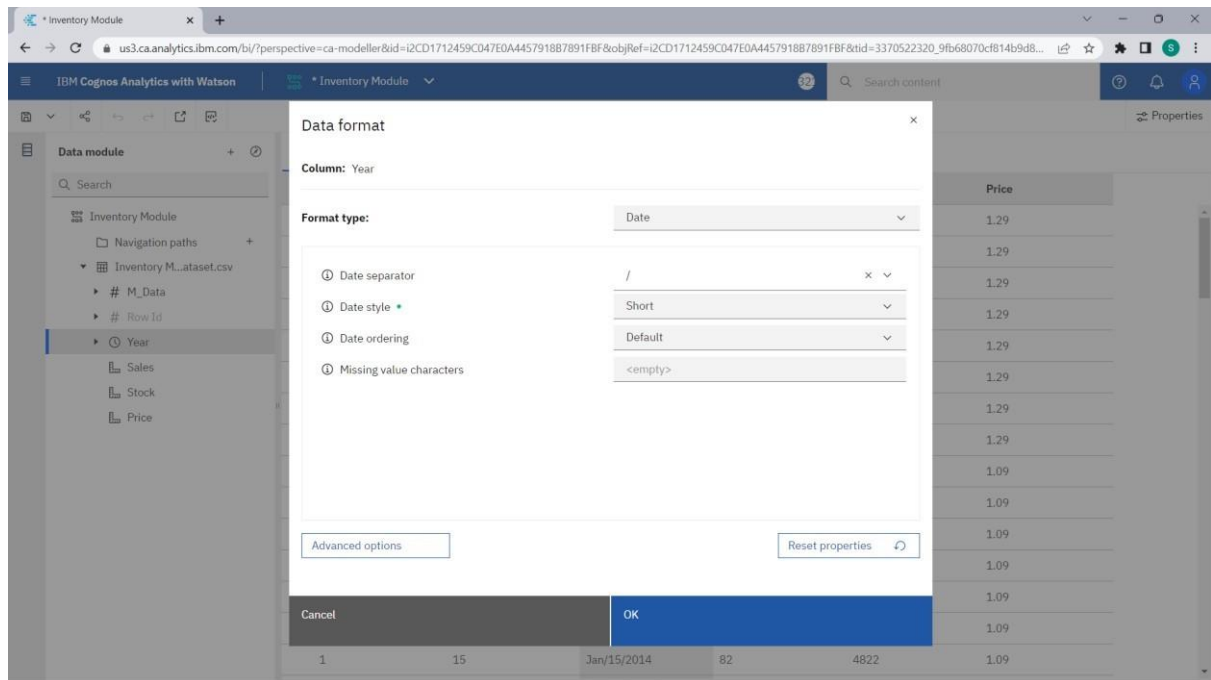 * Inventory Module
us3.ca.analytics.ibm.com/bi/?perspective=ca-modeller&id=i2CD1712459C047E0A4457918B7891FBF&objRef=i2CD1712459C047E0A4457918B7891FBF&tid=3370522320_9fb68070cf814b9d8...
S
IBM Cognos Analytics with Watson
* Inventory Module
32
Search content
Properties
Data module
Search
Inventory Module
Navigation paths
Inventory M...ataset.csv
# M_Data
# Row Id
Year
Sales
Stock
Price
Data format
Column: Year
Format type: Date
Date separator /
Date style Short
Date ordering Default
Missing value characters <empty>
Advanced options
Reset properties
Cancel
OK
Price
1.29
1.29
1.29
1.29
1.29
1.29
1.29
1.29
1.09
1.09
1.09
1.09
1.09
1.09
1 15 Jan/15/2014 82 4822 1.09